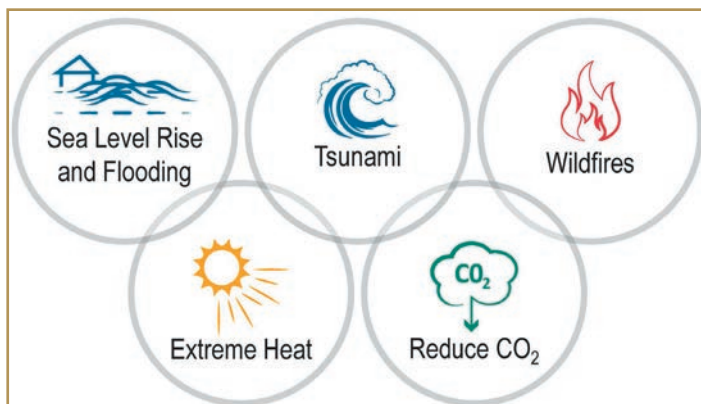 Sea Level Rise
and Flooding
Tsunami
Wildfires
Extreme Heat
CO₂
Reduce CO₂